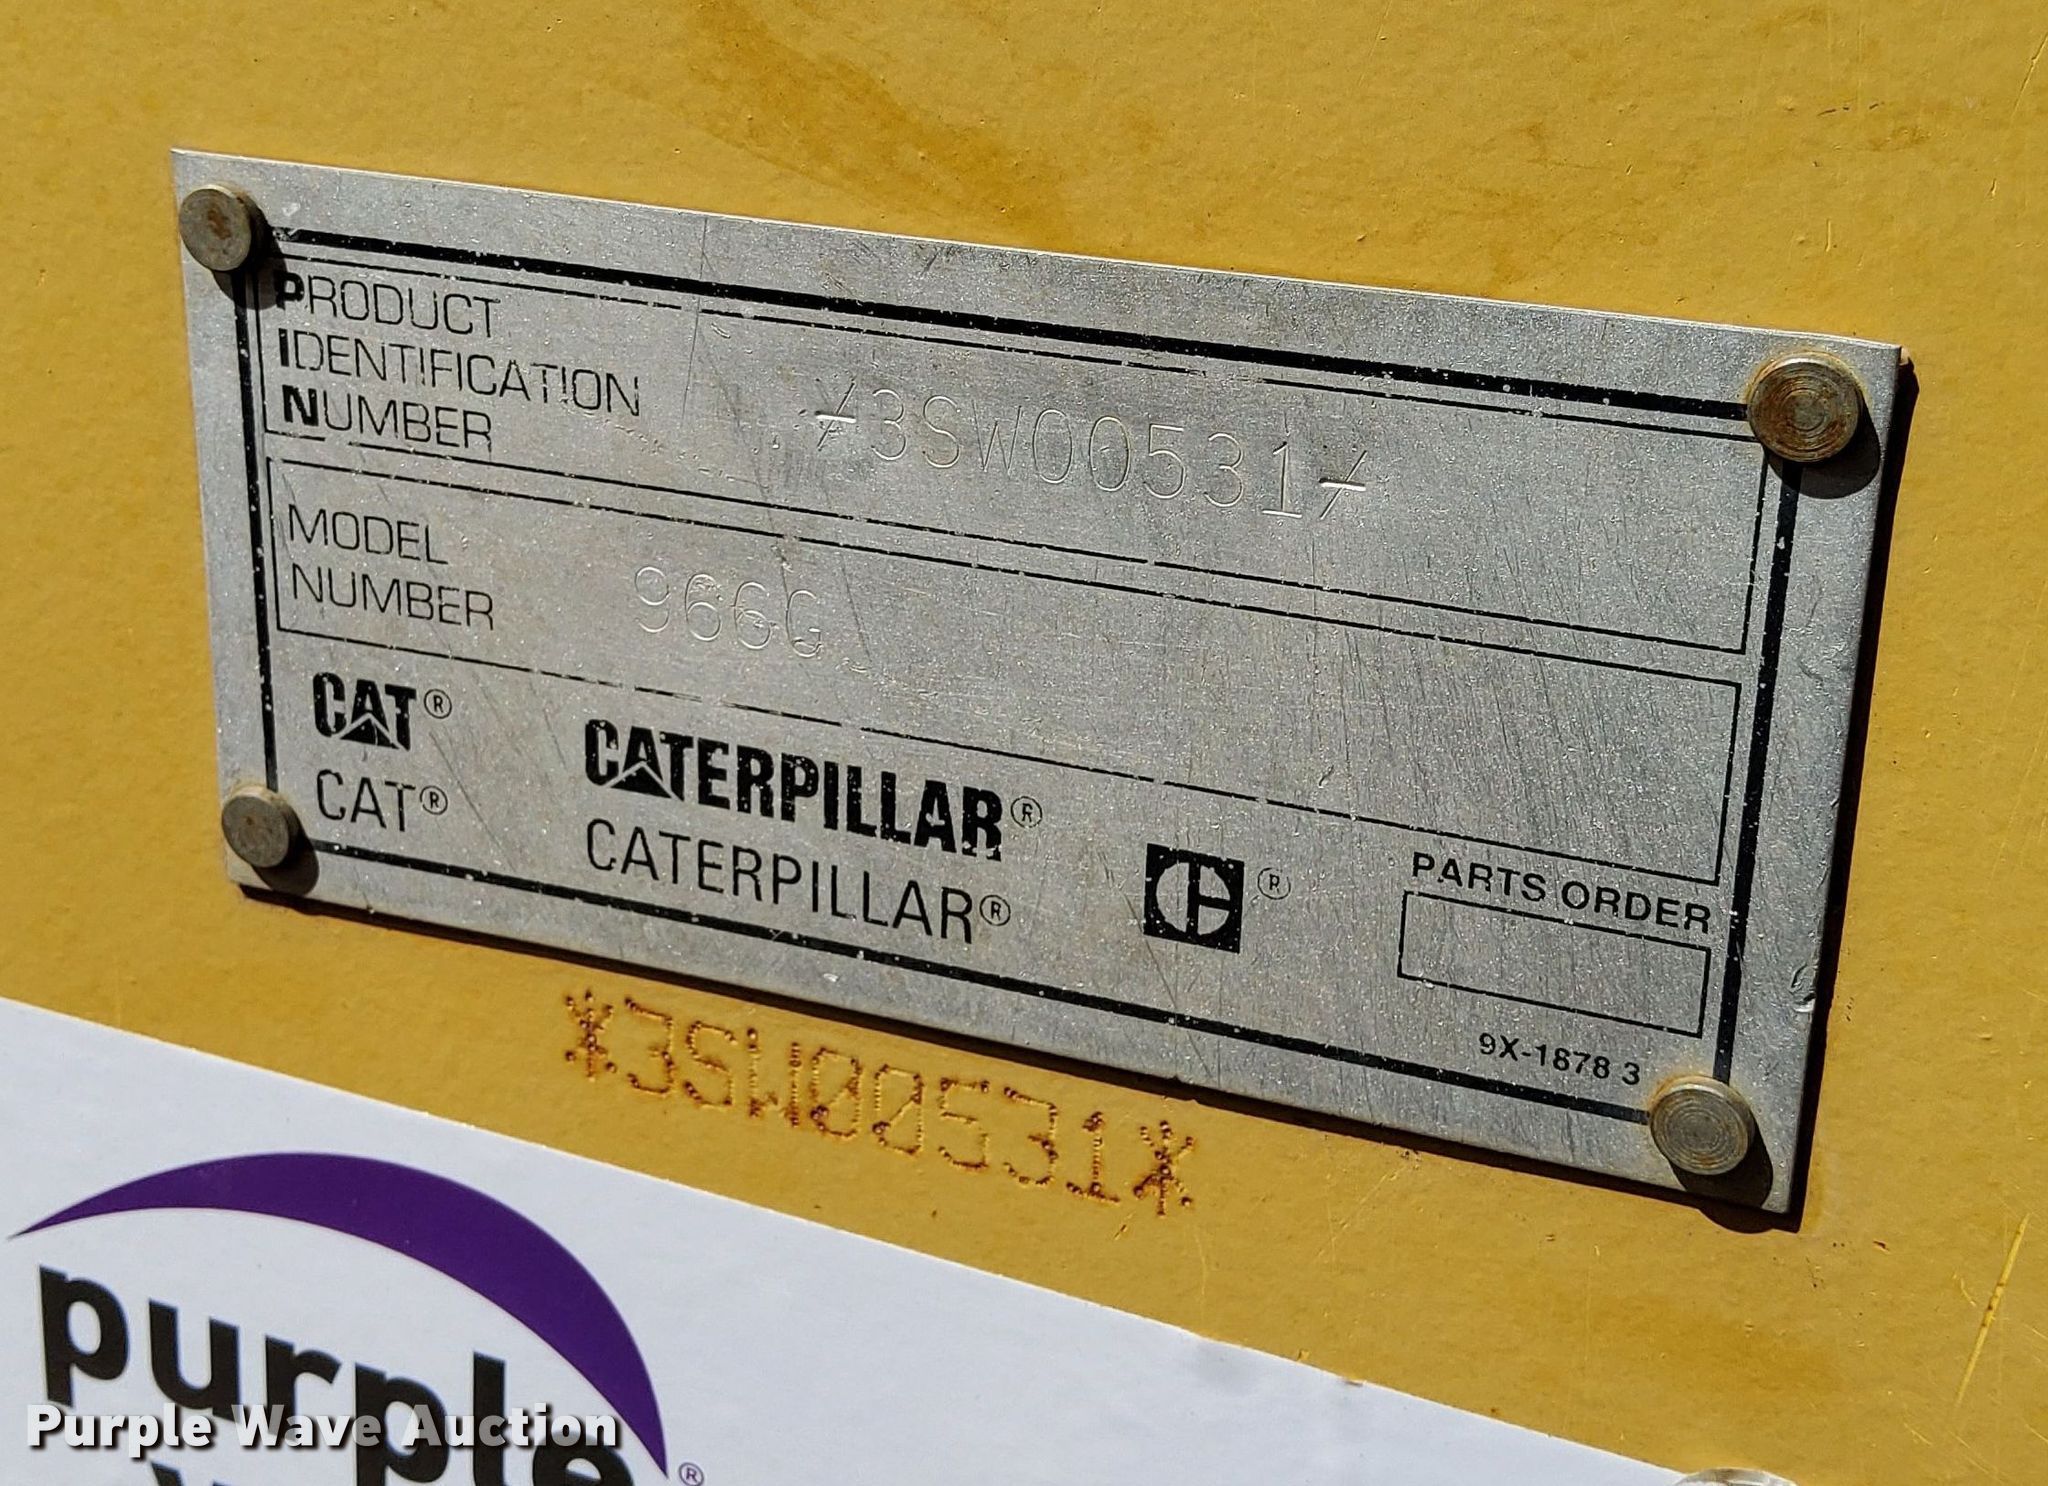 PRODUCT
IDENTIFICATION
NUMBER
⌿3SW00531⌿
MODEL
NUMBER
966G
CAT®
CATERPILLAR®
CAT®
CATERPILLAR®
®
PARTS ORDER
9X-1878 3
*3SW00531*
purple
®
Purple Wave Auction